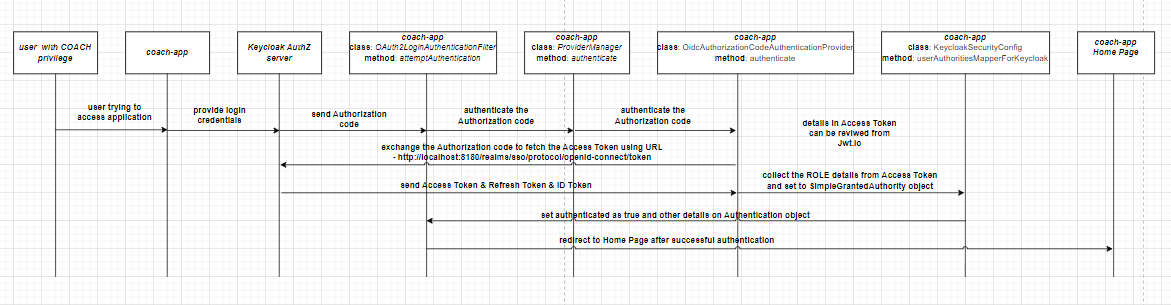 user with COACH
privilege
coach-app
Keycloak AuthZ
server
coach-app
class: OAuth2LoginAuthenticationFilter
method: attemptAuthentication
coach-app
class: ProviderManager
method: authenticate
coach-app
class: OidcAuthorizationCodeAuthenticationProvider
method: authenticate
coach-app
class: KeycloakSecurityConfig
method: userAuthoritiesMapperForKeycloak
coach-app
Home Page
user trying to
access application
provide login
credentials
send Authorization
code
authenticate the
Authorization code
authenticate the
Authorization code
details in Access Token
can be reviwed from
Jwt.io
exchange the Authorization code to fetch the Access Token using URL
- http://localhost:8180/realms/sso/protocol/openid-connect/token
send Access Token & Refresh Token & ID Token
collect the ROLE details from Access Token
and set to SimpleGrantedAuthority object
set authenticated as true and other details on Authentication object
redirect to Home Page after successful authentication